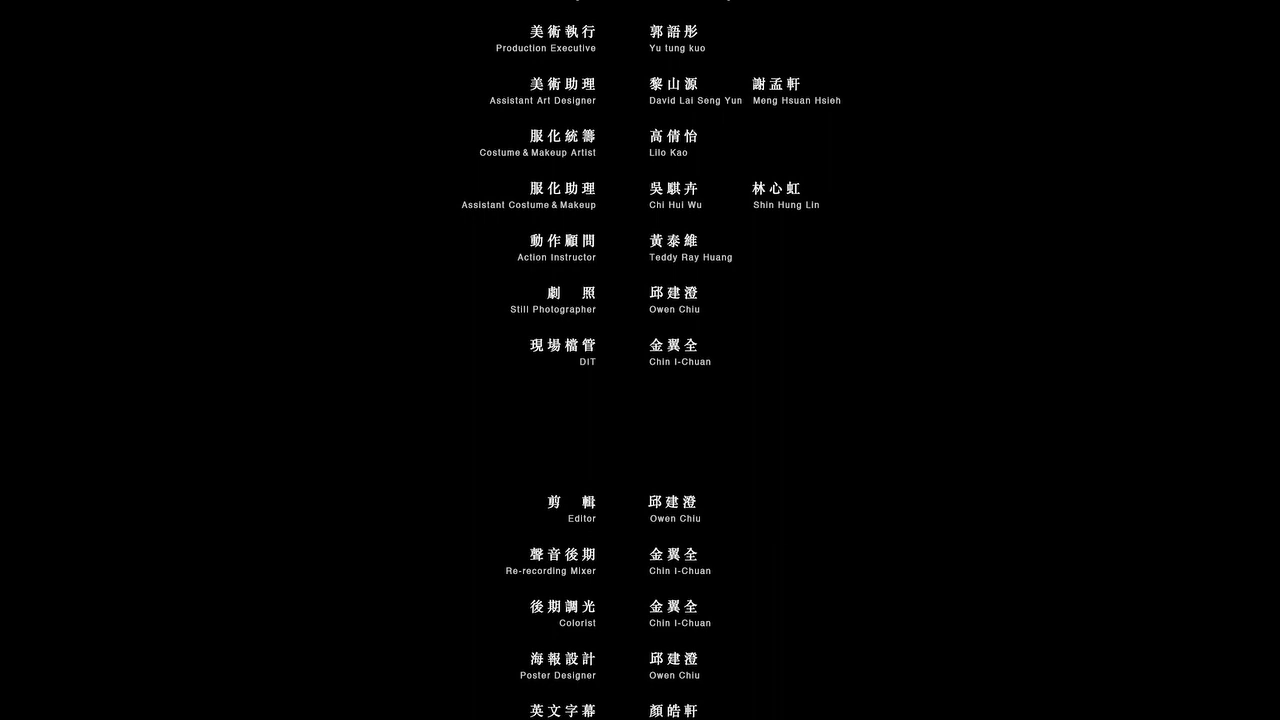 美術執行 郭語彤
Production Executive Yu tung kuo
美術助理 黎山源 謝孟軒
Assistant Art Designer David Lai Seng Yun Meng Hsuan Hsieh
服化統籌 高倩怡
Costume & Makeup Artist Lilo Kao
服化助理 吳麒卉 林心虹
Assistant Costume & Makeup Chi Hui Wu Shin Hung Lin
動作顧問 黃泰維
Action Instructor Teddy Ray Huang
劇照 邱建澄
Still Photographer Owen Chiu
現場檔管 金翼全
DIT Chin I-Chuan
剪輯 邱建澄
Editor Owen Chiu
聲音後期 金翼全
Re-recording Mixer Chin I-Chuan
後期調光 金翼全
Colorist Chin I-Chuan
海報設計 邱建澄
Poster Designer Owen Chiu
英文字幕 顏皓軒